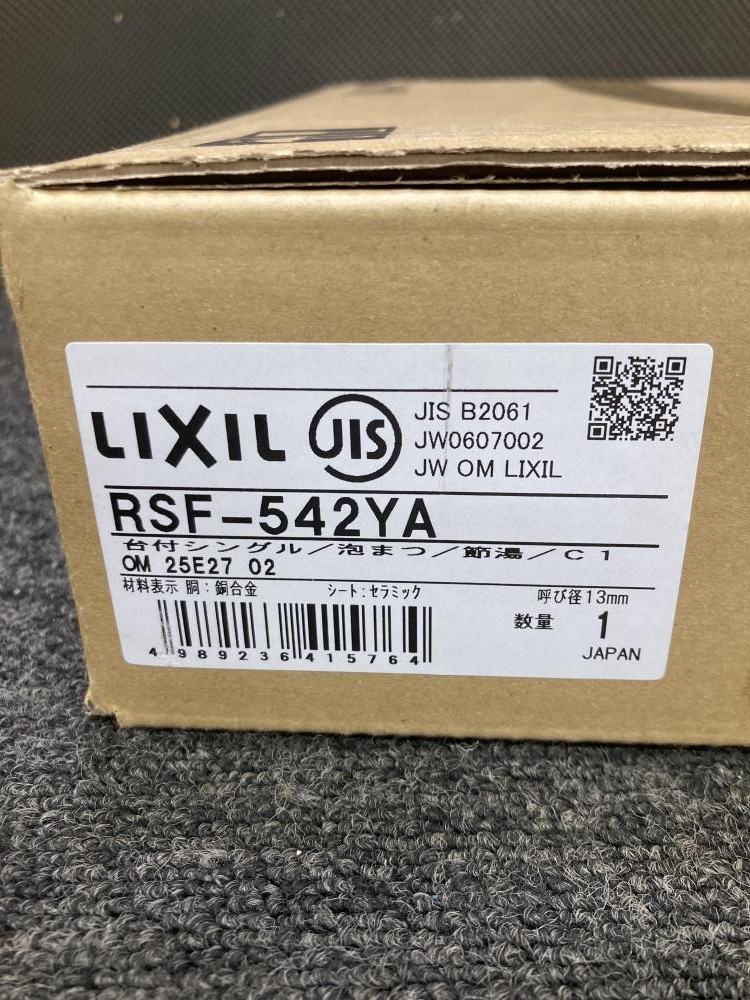 LIXIL
JIS
JIS B2061
JW0607002
JW OM LIXIL
RSF-542YA
台付シングル/泡まつ/節湯/C1
OM 25E27 02
材料表示 胴:銅合金 シート:セラミック 呼び径13mm
数量 1
4989236415764
JAPAN